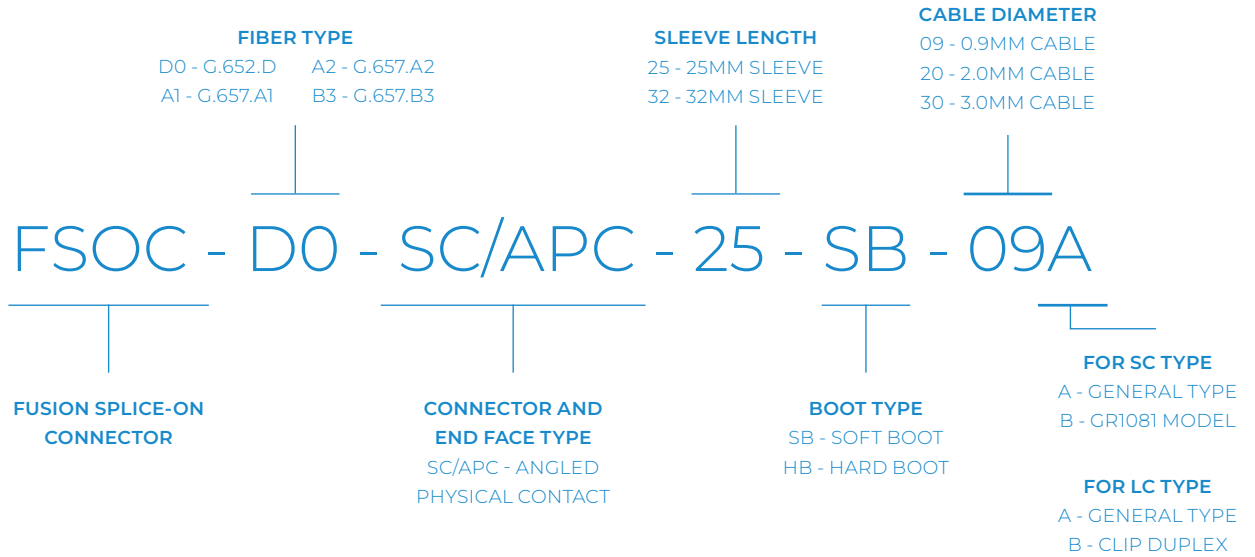 FIBER TYPE
D0 - G.652.D A2 - G.657.A2
A1 - G.657.A1 B3 - G.657.B3
SLEEVE LENGTH
25 - 25MM SLEEVE
32 - 32MM SLEEVE
CABLE DIAMETER
09 - 0.9MM CABLE
20 - 2.0MM CABLE
30 - 3.0MM CABLE
FSOC - D0 - SC/APC - 25 - SB - 09A
FUSION SPLICE-ON
CONNECTOR
CONNECTOR AND
END FACE TYPE
SC/APC - ANGLED
PHYSICAL CONTACT
BOOT TYPE
SB - SOFT BOOT
HB - HARD BOOT
FOR SC TYPE
A - GENERAL TYPE
B - GR1081 MODEL
FOR LC TYPE
A - GENERAL TYPE
B - CLIP DUPLEX